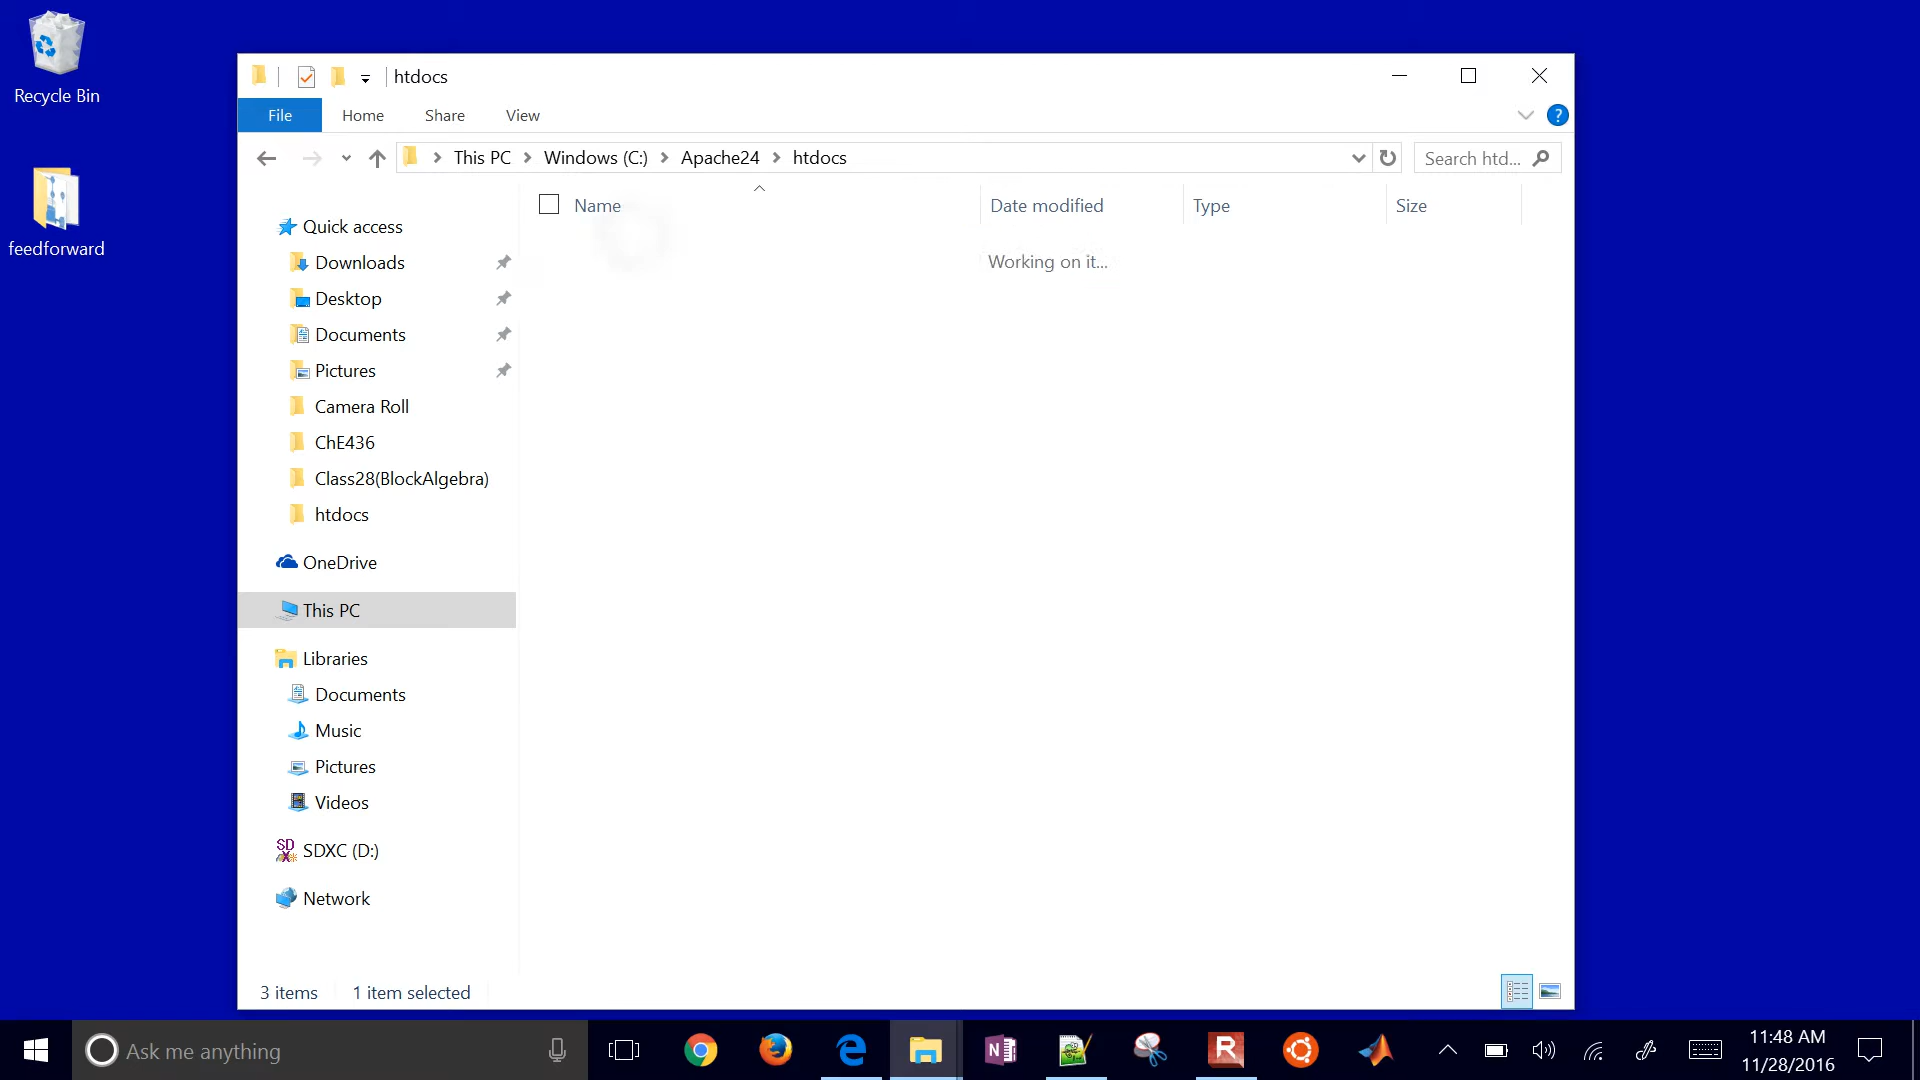 Recycle Bin
feedforward
htdocs
File Home Share View
?
This PC Windows (C:) Apache24 htdocs
Search htd...
Name Date modified Type Size
Working on it...
Quick access
Downloads
Desktop
Documents
Pictures
Camera Roll
ChE436
Class28(BlockAlgebra)
htdocs
OneDrive
This PC
Libraries
Documents
Music
Pictures
Videos
SD SDXC (D:)
Network
3 items 1 item selected
Ask me anything
N
R
11:48 AM
11/28/2016